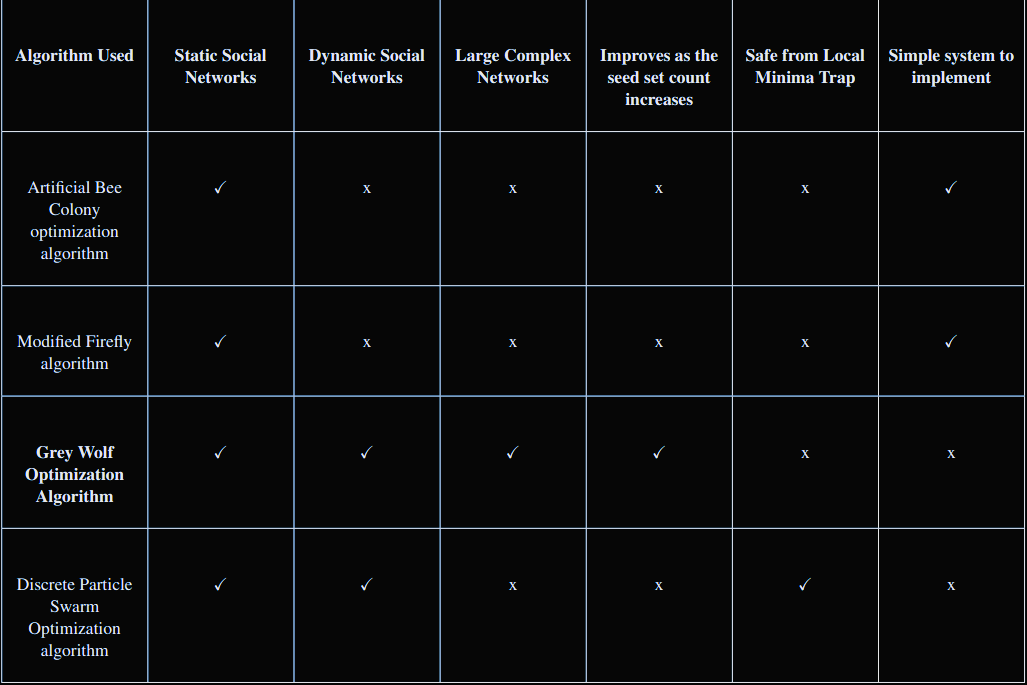 Algorithm Used
Static Social
Networks
Dynamic Social
Networks
Large Complex
Networks
Improves as the
seed set count
increases
Safe from Local
Minima Trap
Simple system to
implement
Artificial Bee
Colony
optimization
algorithm
✓
x
x
x
x
✓
Modified Firefly
algorithm
✓
x
x
x
x
✓
Grey Wolf
Optimization
Algorithm
✓
✓
✓
✓
x
x
Discrete Particle
Swarm
Optimization
algorithm
✓
✓
x
x
✓
x